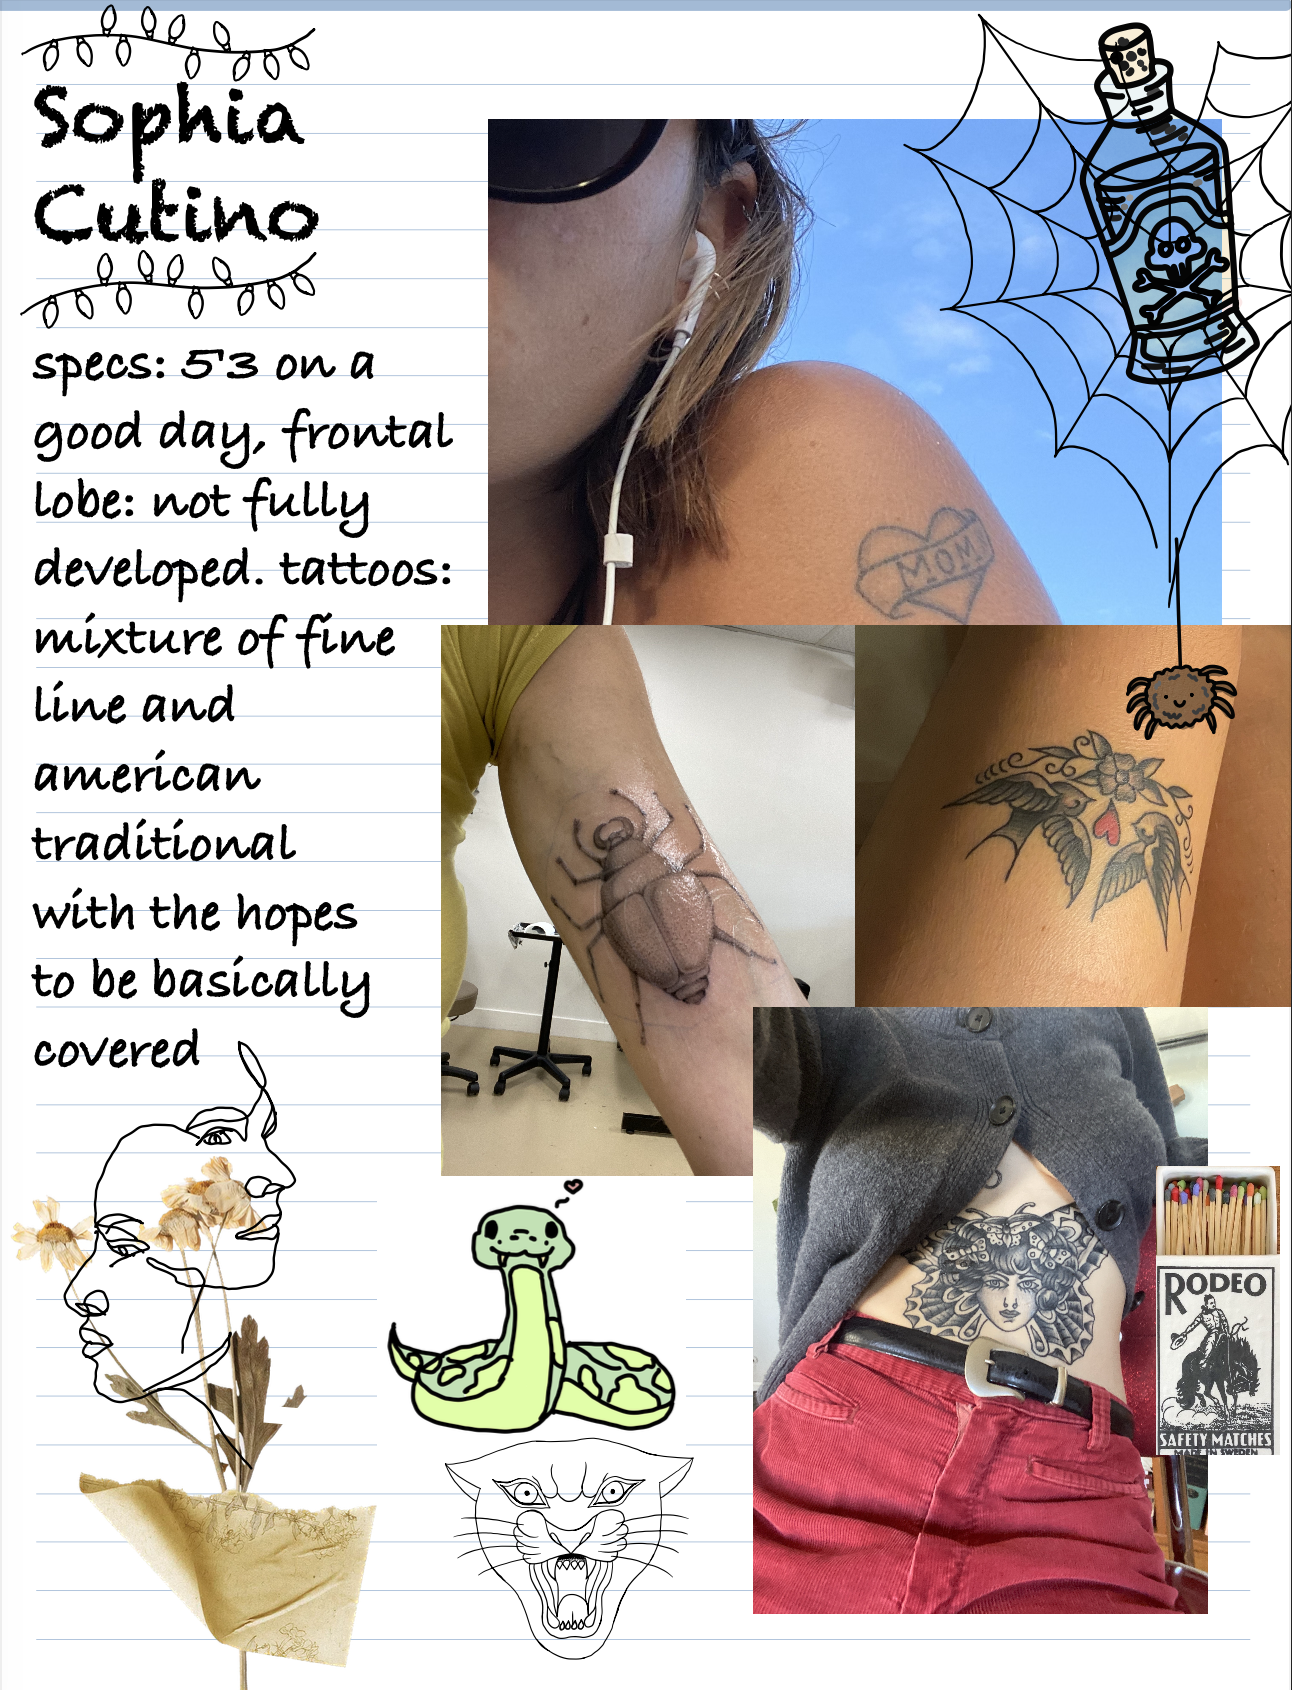 Sophia
Cutino
specs: 5'3 on a
good day, frontal
lobe: not fully
developed. tattoos:
mixture of fine
line and
american
traditional
with the hopes
to be basically
covered
MOM
RODEO
SAFETY MATCHES
MADE IN SWEDEN